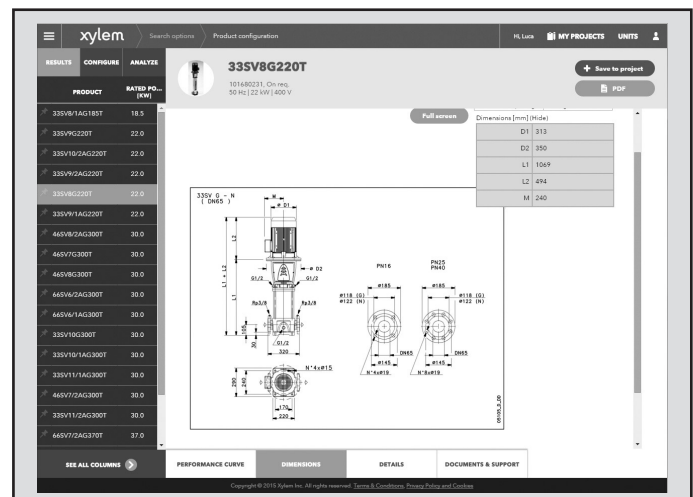 xylem
Search options
Product configuration
Hi, Luca
MY PROJECTS
UNITS
RESULTS
CONFIGURE
ANALYZE
PRODUCT
RATED PO...
[KW]
33SV8G220T
101680231, On req,
50 Hz | 22 kW | 400 V
Save to project
PDF
33SV8/1AG185T 18.5
33SV9G220T 22.0
33SV10/2AG220T 22.0
33SV9/2AG220T 22.0
33SV8G220T 22.0
33SV9/1AG220T 22.0
46SV8/2AG300T 30.0
46SV7G300T 30.0
46SV8G300T 30.0
66SV6/2AG300T 30.0
66SV6/1AG300T 30.0
33SV10G300T 30.0
33SV10/1AG300T 30.0
33SV11/1AG300T 30.0
46SV7/2AG300T 30.0
33SV11/2AG300T 30.0
66SV7/2AG370T 37.0
Full screen
Dimensions [mm] (Hide)
D1 313
D2 350
L1 1069
L2 494
M 240
33SV G - N
( DN65 )
M
ø D1
L2
L1 + L2
ø D2
G1/2
G1/2
L1
Rp3/8
Rp3/8
105
30
G1/2
320
N°4xø15
290
240
170
220
PN16
ø185
ø118 (G)
ø122 (N)
DN65
ø145
N°4xø19
PN25
PN40
ø185
ø118 (G)
ø122 (N)
DN65
ø145
N°8xø19
SEE ALL COLUMNS
PERFORMANCE CURVE
DIMENSIONS
DETAILS
DOCUMENTS & SUPPORT
Copyright © 2015 Xylem Inc. All rights reserved. Terms & Conditions, Privacy Policy and Cookies